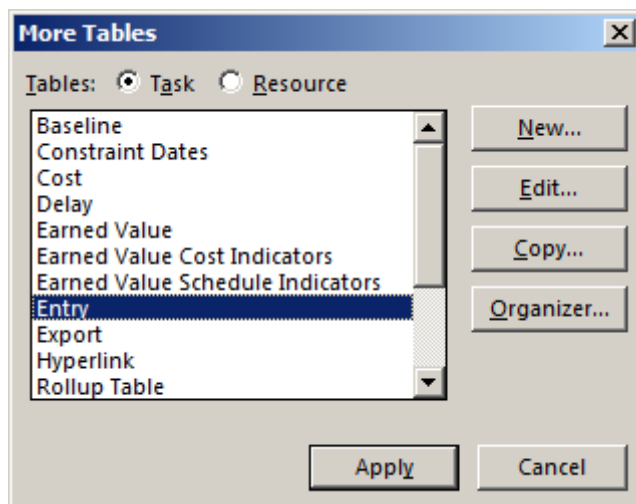 More Tables
Tables: Task Resource
Baseline
Constraint Dates
Cost
Delay
Earned Value
Earned Value Cost Indicators
Earned Value Schedule Indicators
Entry
Export
Hyperlink
Rollup Table
New...
Edit...
Copy...
Organizer...
Apply Cancel